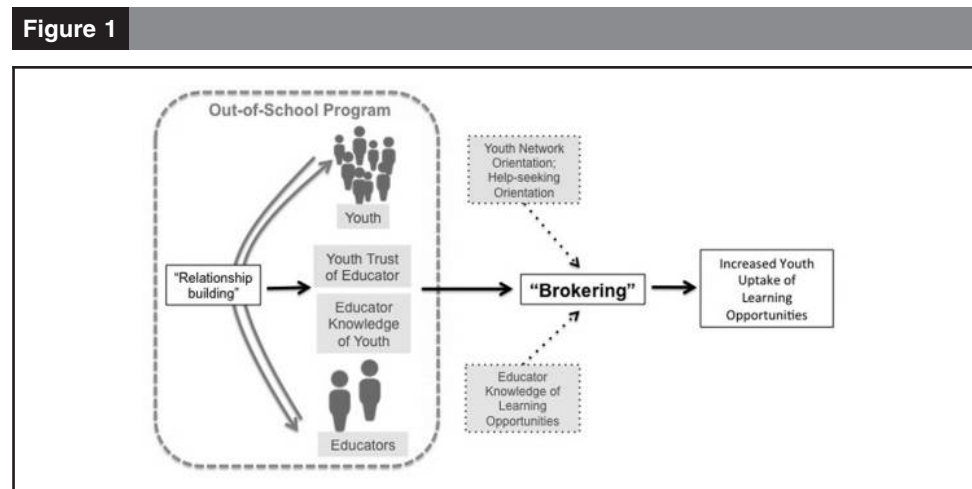 Figure 1
Out-of-School Program
Youth
"Relationship
building"
Youth Trust
of Educator
Educator
Knowledge
of Youth
Educators
Youth Network
Orientation;
Help-seeking
Orientation
"Brokering"
Educator
Knowledge of
Learning
Opportunities
Increased Youth
Uptake of
Learning
Opportunities